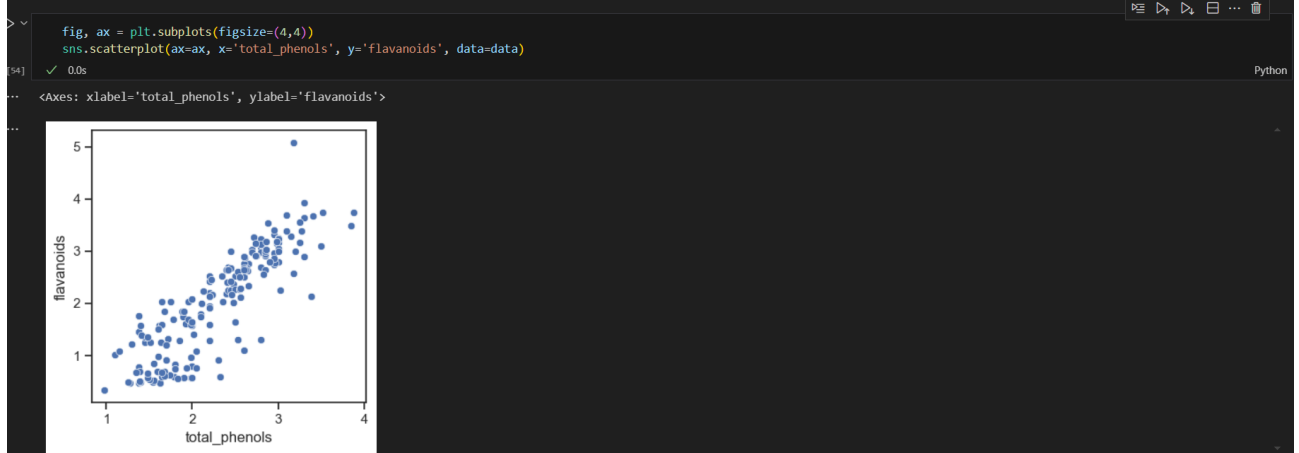 fig, ax = plt.subplots(figsize=(4,4))
sns.scatterplot(ax=ax, x='total_phenols', y='flavanoids', data=data)
[54]
0.0s
Python
<Axes: xlabel='total_phenols', ylabel='flavanoids'>
5
4
3
2
1
flavanoids
1 2 3 4
total_phenols